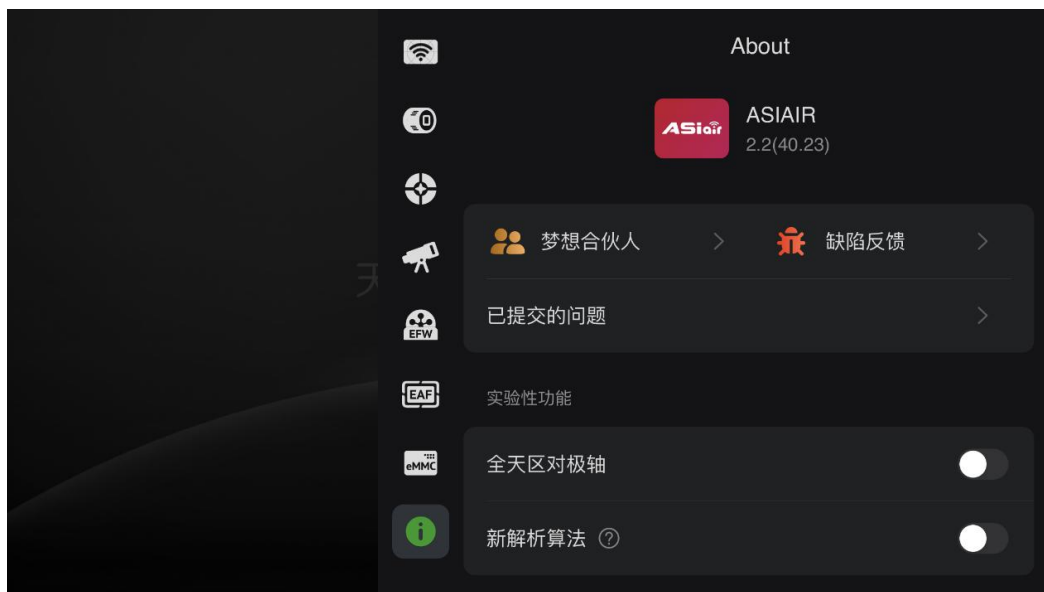 About
ASIAIR
ASIAIR
2.2(40.23)
梦想合伙人
缺陷反馈
天
已提交的问题
EFW
EAF
实验性功能
eMMC
全天区对极轴
新解析算法